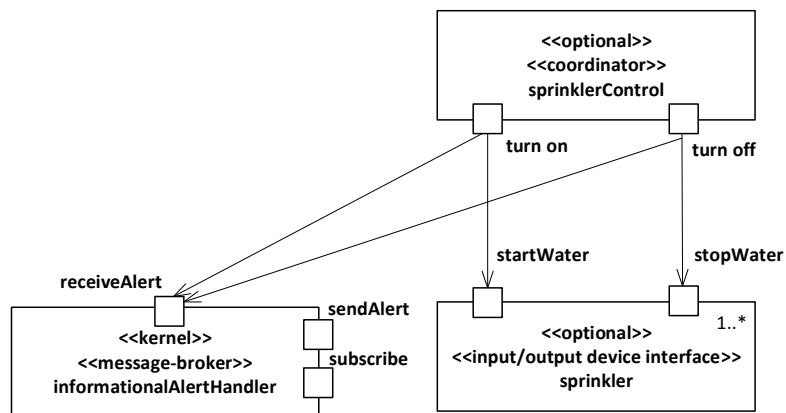 <<optional>>
<<coordinator>>
sprinklerControl
turn on
turn off
startWater
stopWater
receiveAlert
sendAlert
<<kernel>>
<<message-broker>>
informationalAlertHandler
subscribe
1..*
<<optional>>
<<input/output device interface>>
sprinkler